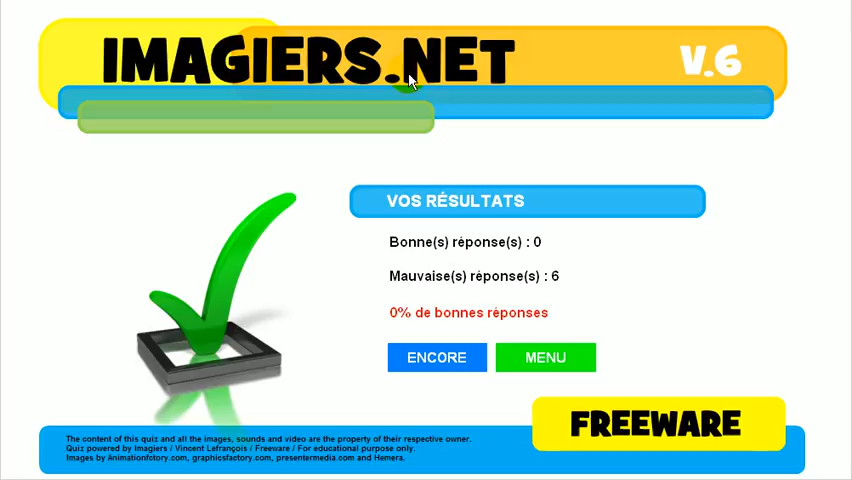 IMAGIERS.NET
V.6
VOS RÉSULTATS
Bonne(s) réponse(s) : 0
Mauvaise(s) réponse(s) : 6
0% de bonnes réponses
ENCORE
MENU
FREEWARE
The content of this quiz and all the images, sounds and video are the property of their respective owner.
Quiz powered by Imagiers / Vincent Lefrançois / Freeware / For educational purpose only.
Images by Animationfctory.com, graphicsfactory.com, presentermedia.com and Hemera.